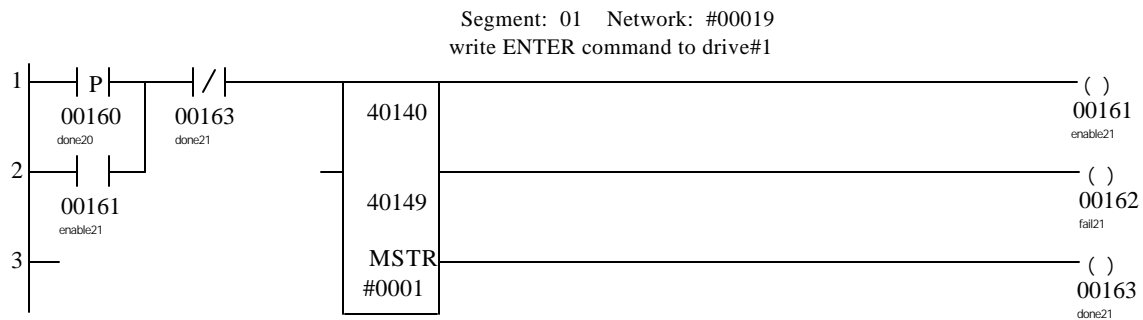 Segment: 01 Network: #00019
write ENTER command to drive#1
1
P
( )
00160
00163
40140
00161
done20
done21
enable21
2
( )
00161
40149
00162
enable21
fail21
3
MSTR
( )
#0001
00163
done21